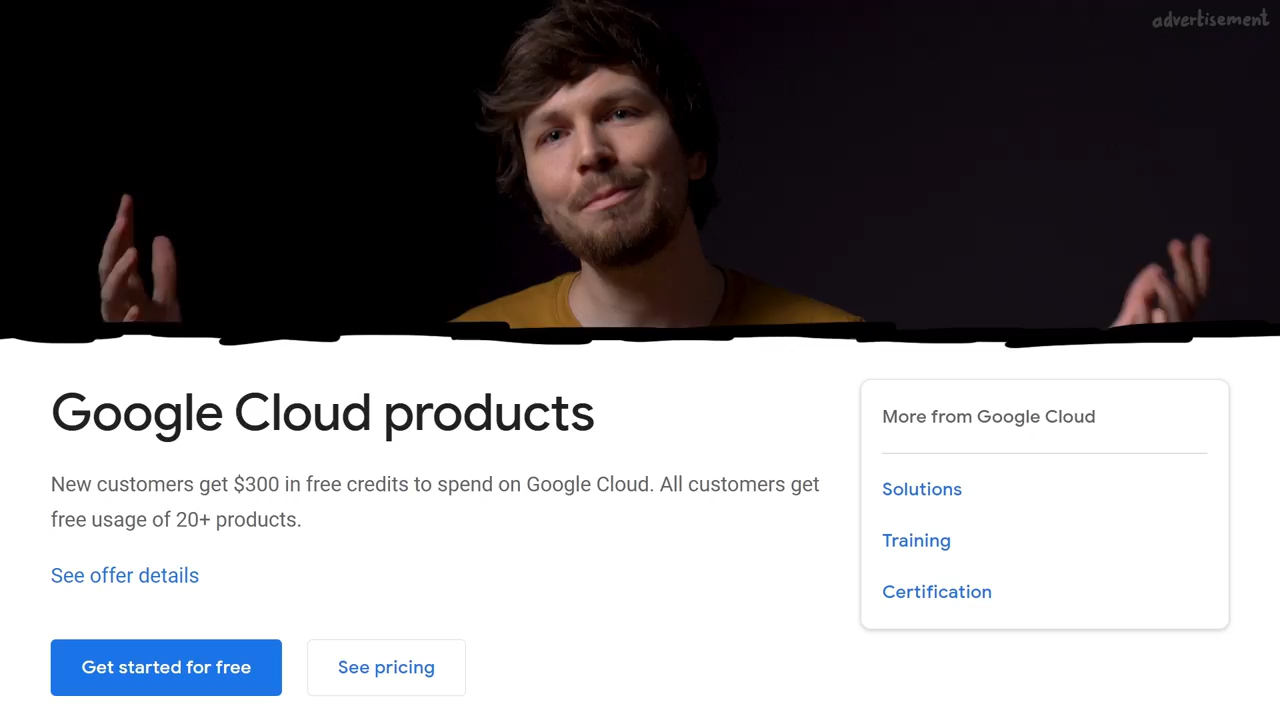 advertisement
Google Cloud products
New customers get $300 in free credits to spend on Google Cloud. All customers get
free usage of 20+ products.
See offer details
Get started for free
See pricing
More from Google Cloud
Solutions
Training
Certification